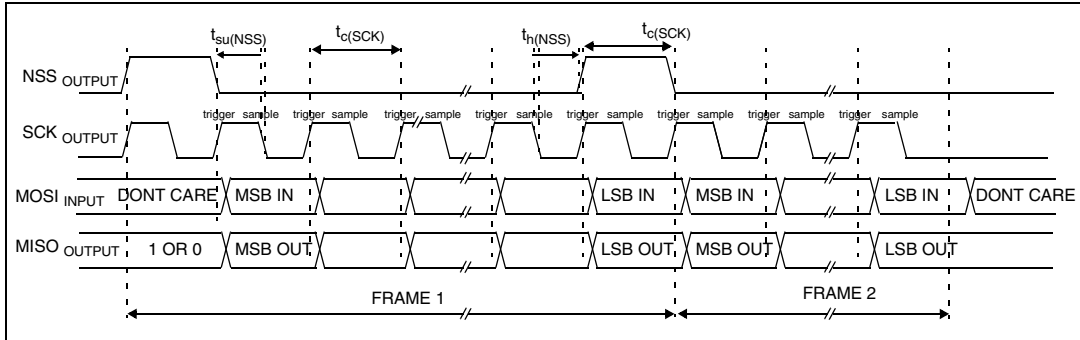 tsu(NSS) tc(SCK) th(NSS) tc(SCK)
NSS OUTPUT
trigger sample trigger sample trigger sample trigger sample trigger sample trigger sample trigger sample trigger sample
SCK OUTPUT
MOSI INPUT DONT CARE MSB IN LSB IN MSB IN LSB IN DONT CARE
MISO OUTPUT 1 OR 0 MSB OUT LSB OUT MSB OUT LSB OUT
FRAME 1 FRAME 2